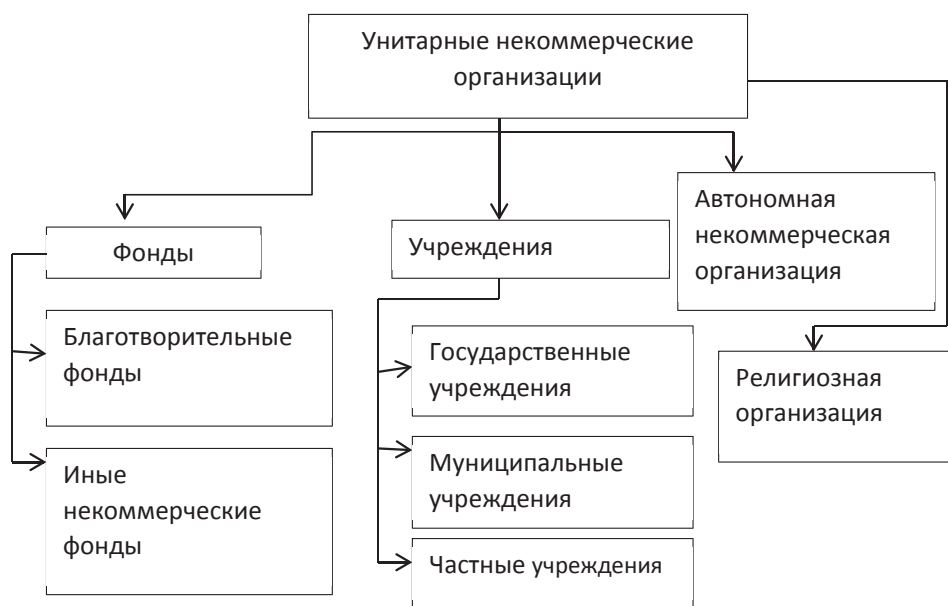 Унитарные некоммерческие
организации
Фонды
Учреждения
Автономная
некоммерческая
организация
Благотворительные
фонды
Государственные
учреждения
Религиозная
организация
Иные
некоммерческие
фонды
Муниципальные
учреждения
Частные учреждения